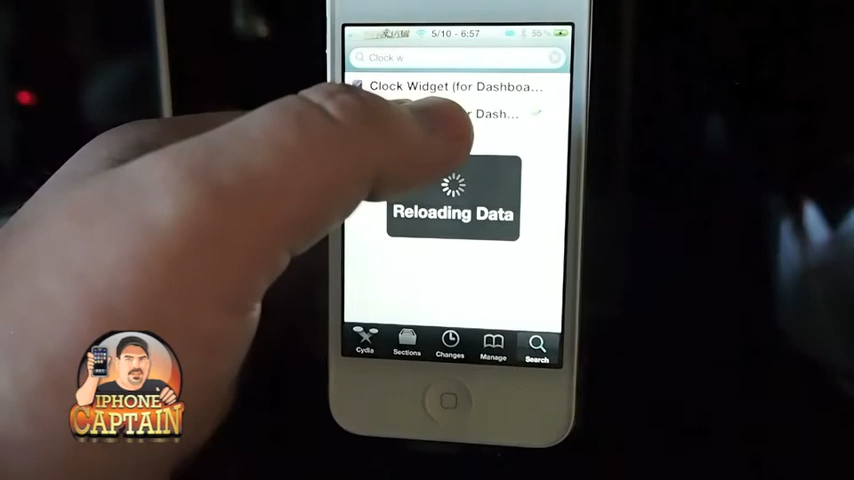 5/10 - 6:57
55%
Clock w
Clock Widget (for Dashboa...
r Dash...
Reloading Data
Cydia
Sections
Changes
Manage
Search
IPHONE
CAPTAIN